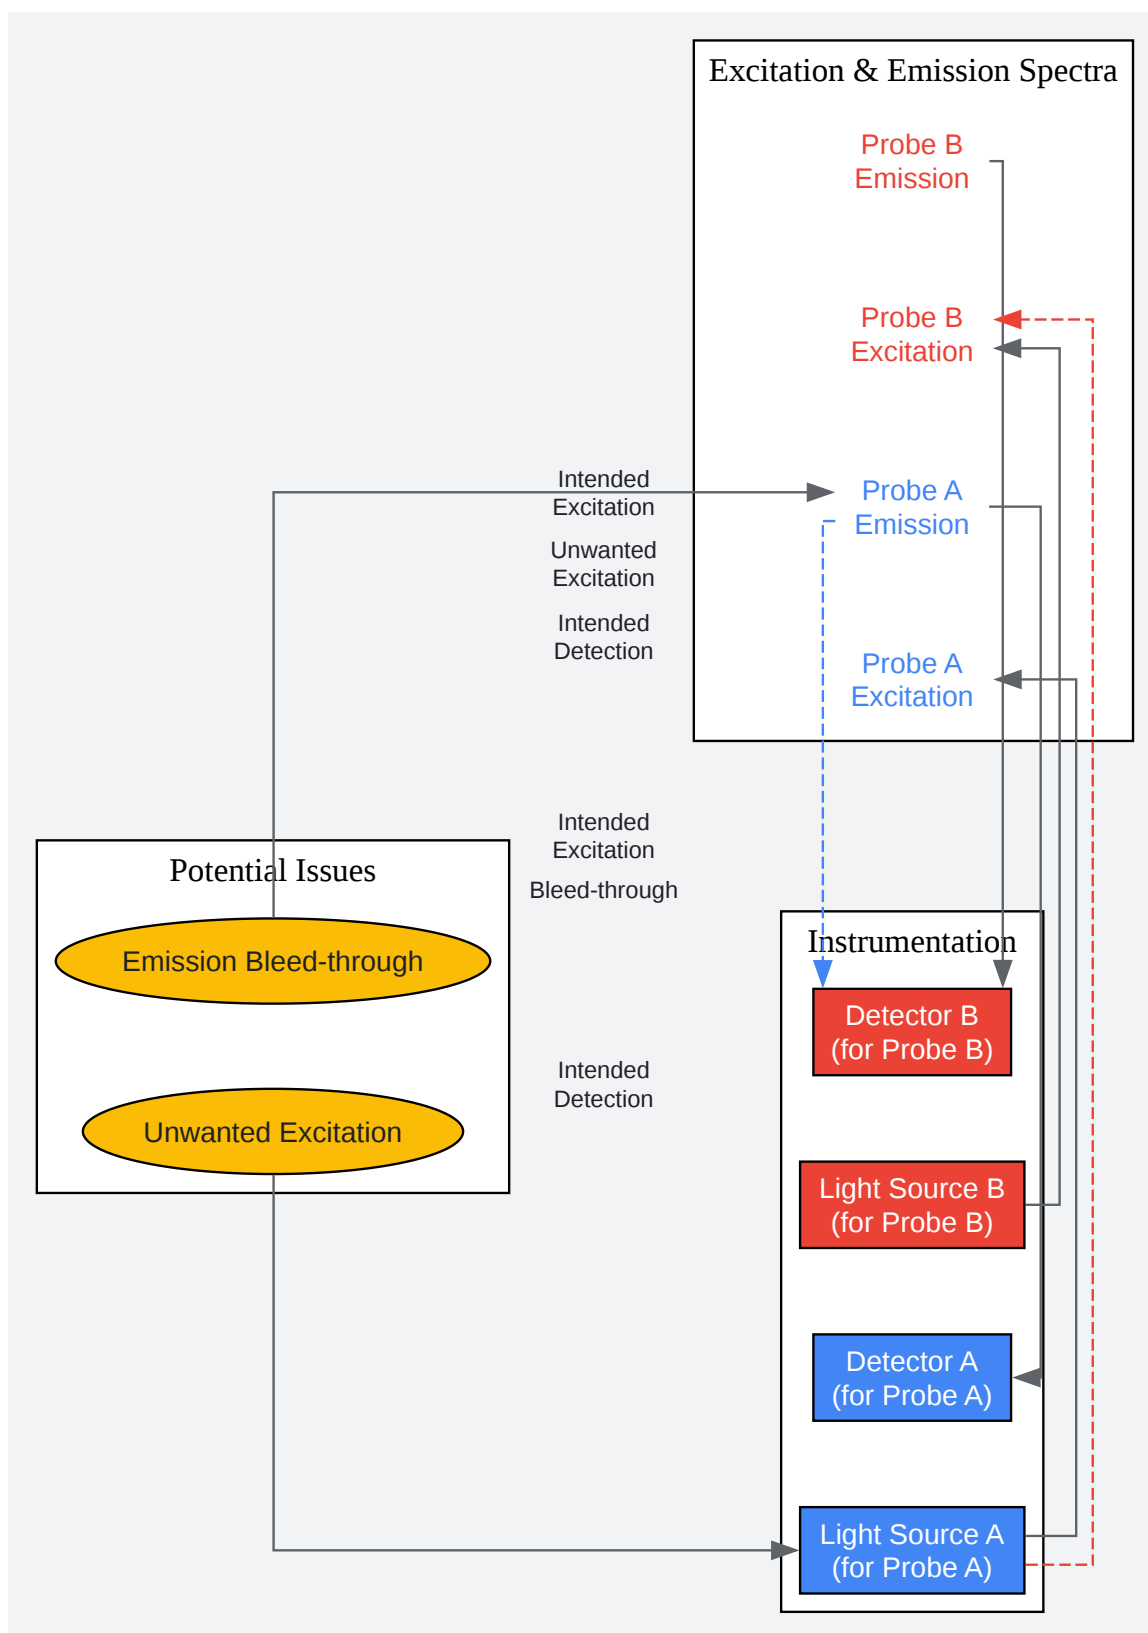 Excitation & Emission Spectra
Probe B
Emission
Probe B
Excitation
Intended
Excitation
Probe A
Emission
Unwanted
Excitation
Intended
Detection
Probe A
Excitation
Intended
Excitation
Bleed-through
Potential Issues
Emission Bleed-through
Unwanted Excitation
Intended
Detection
Instrumentation
Detector B
(for Probe B)
Light Source B
(for Probe B)
Detector A
(for Probe A)
Light Source A
(for Probe A)